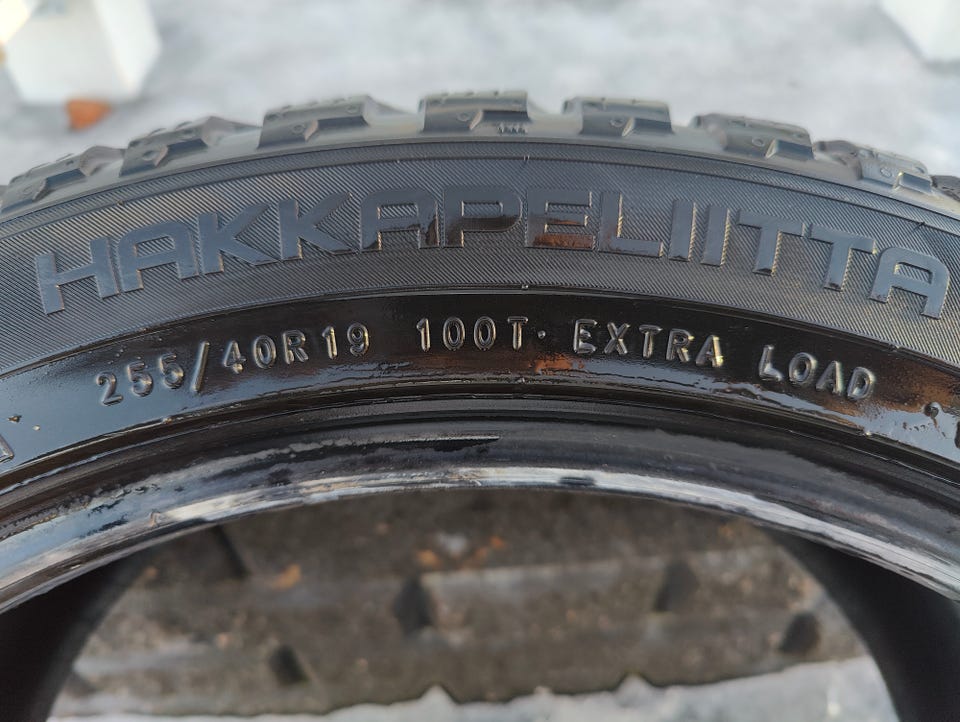 HAKKAPELIITTA
255/40R19 100T· EXTRA LOAD